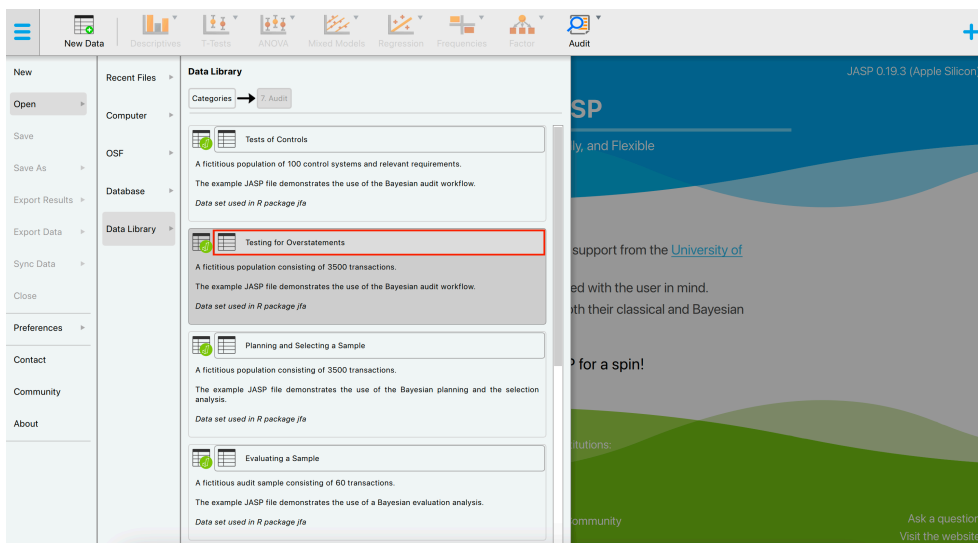 New Data
Descriptives
T-Tests
ANOVA
Mixed Models
Regression
Frequencies
Factor
Audit
New
Open
Save
Save As
Export Results
Export Data
Sync Data
Close
Preferences
Contact
Community
About
Recent Files
Computer
OSF
Database
Data Library
Data Library
Categories
7. Audit
Tests of Controls
A fictitious population of 100 control systems and relevant requirements.
The example JASP file demonstrates the use of the Bayesian audit workflow.
Data set used in R package jfa
Testing for Overstatements
A fictitious population consisting of 3500 transactions.
The example JASP file demonstrates the use of the Bayesian audit workflow.
Data set used in R package jfa
Planning and Selecting a Sample
A fictitious population consisting of 3500 transactions.
The example JASP file demonstrates the use of the Bayesian planning and the selection
analysis.
Data set used in R package jfa
Evaluating a Sample
A fictitious audit sample consisting of 60 transactions.
The example JASP file demonstrates the use of a Bayesian evaluation analysis.
Data set used in R package jfa
JASP 0.19.3 (Apple Silicon)
SP
ly, and Flexible
support from the University of
ed with the user in mind.
th their classical and Bayesian
for a spin!
titutions:
ommunity
Ask a question
Visit the website